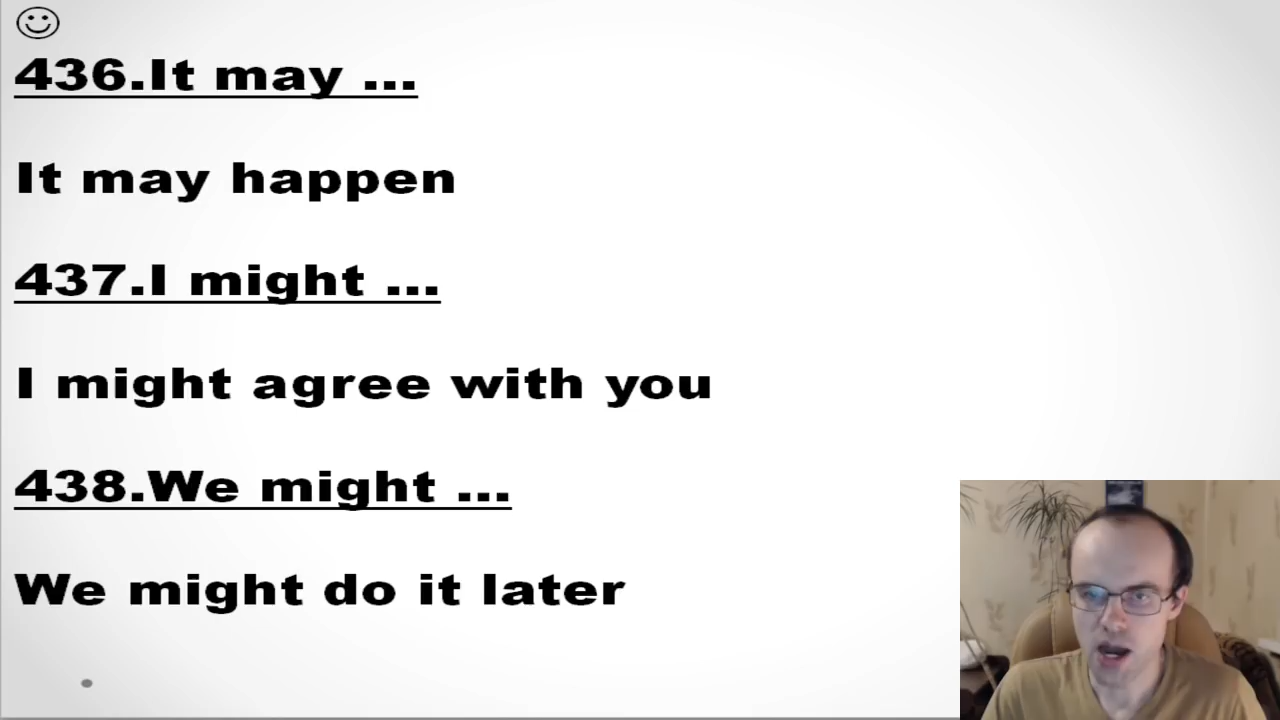 436.It may ...
It may happen
437.I might ...
I might agree with you
438.We might ...
We might do it later